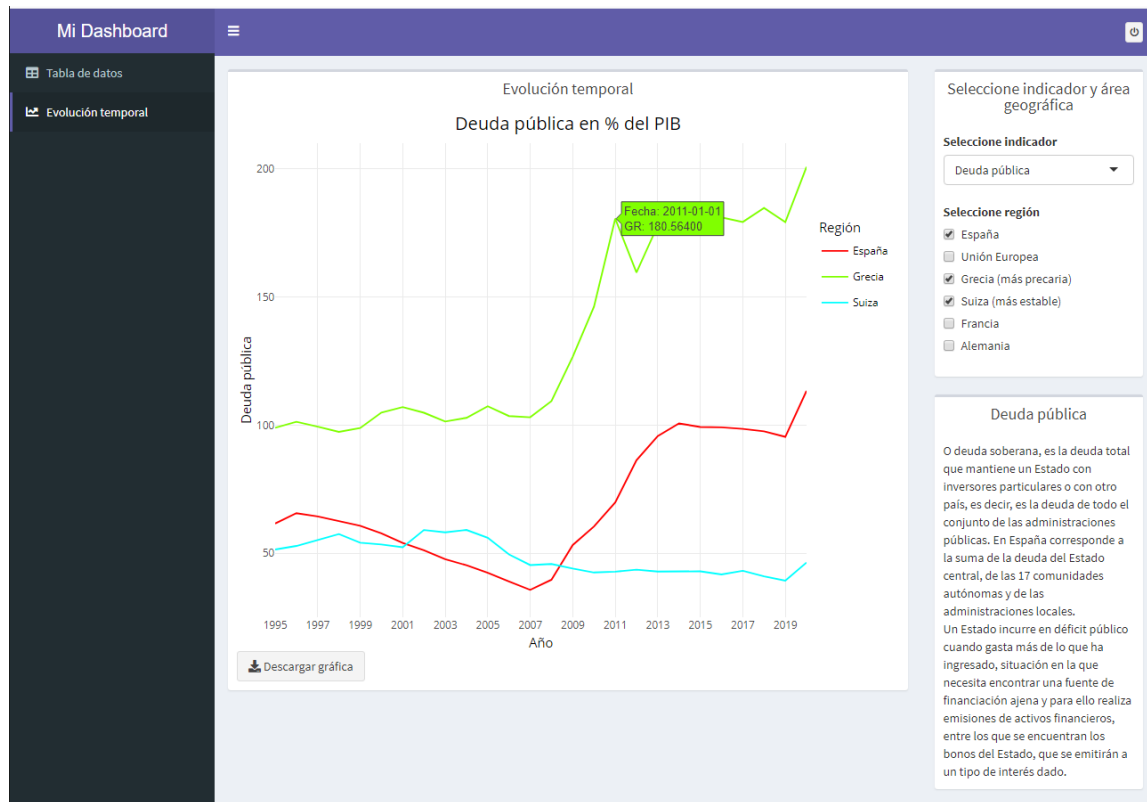 Mi Dashboard
Tabla de datos
Evolución temporal
Evolución temporal
Deuda pública en % del PIB
200
150
100
50
Deuda pública
Fecha: 2011-01-01
GR: 180.56400
Región
España
Grecia
Suiza
1995 1997 1999 2001 2003 2005 2007 2009 2011 2013 2015 2017 2019
Año
Descargar gráfica
Seleccione indicador y área
geográfica
Seleccione indicador
Deuda pública
Seleccione región
España
Unión Europea
Grecia (más precaria)
Suiza (más estable)
Francia
Alemania
Deuda pública
O deuda soberana, es la deuda total
que mantiene un Estado con
inversores particulares o con otro
país, es decir, es la deuda de todo el
conjunto de las administraciones
públicas. En España corresponde a
la suma de la deuda del Estado
central, de las 17 comunidades
autónomas y de las
administraciones locales.
Un Estado incurre en déficit público
cuando gasta más de lo que ha
ingresado, situación en la que
necesita encontrar una fuente de
financiación ajena y para ello realiza
emisiones de activos financieros,
entre los que se encuentran los
bonos del Estado, que se emitirán a
un tipo de interés dado.